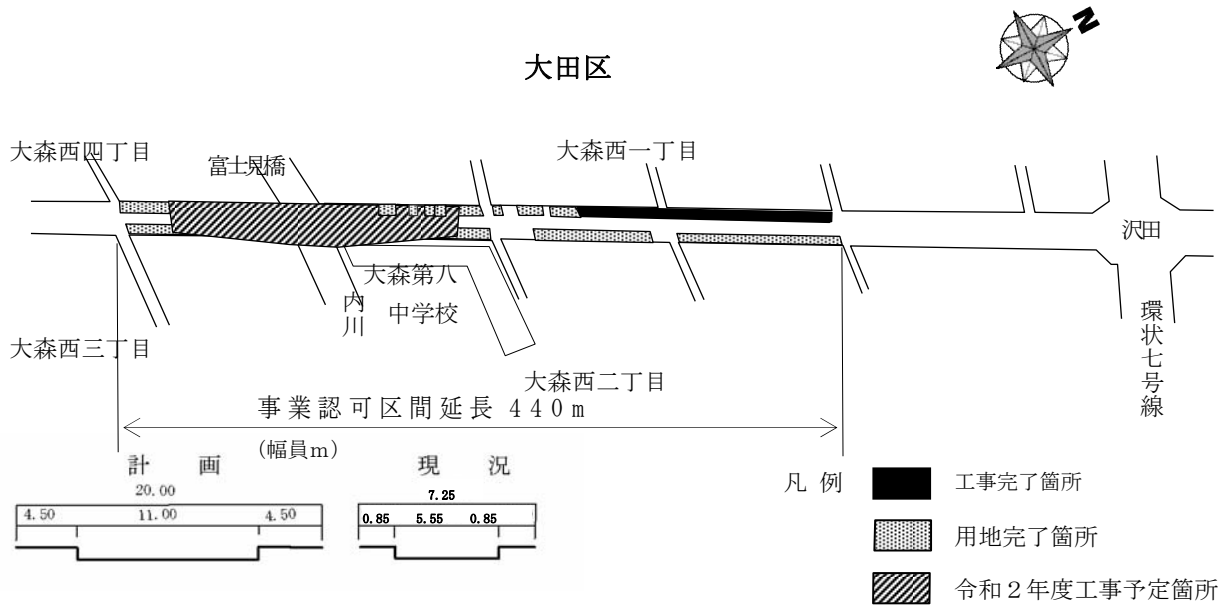 N
大田区
大森西四丁目
富士見橋
大森西一丁目
沢田
大森第八
中学校
内川
環状七号線
大森西三丁目
大森西二丁目
事業認可区間延長 440m
(幅員m)
計 画
20.00
4.50 11.00 4.50
現 況
7.25
0.85 5.55 0.85
凡 例
工事完了箇所
用地完了箇所
令和２年度工事予定箇所